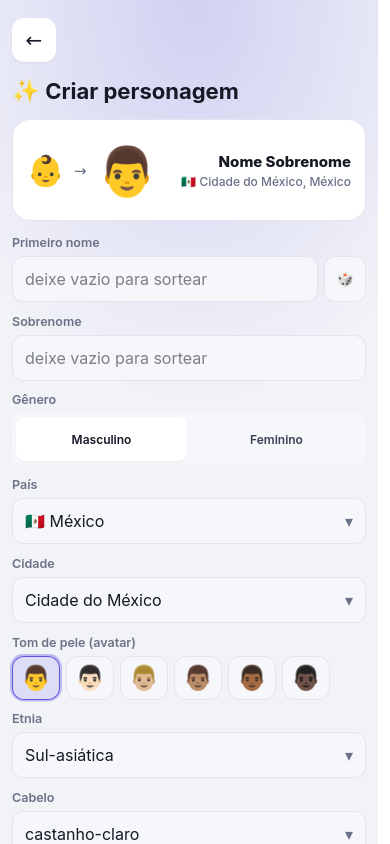 ←
✨ Criar personagem
👶 → 👨
Nome Sobrenome
🇲🇽 Cidade do México, México
Primeiro nome
deixe vazio para sortear 🎲
Sobrenome
deixe vazio para sortear
Gênero
Masculino Feminino
País
🇲🇽 México ▾
Cidade
Cidade do México ▾
Tom de pele (avatar)
👨 👨🏻 👨🏼 👨🏽 👨🏾 👨🏿
Etnia
Sul-asiática ▾
Cabelo
castanho-claro ▾